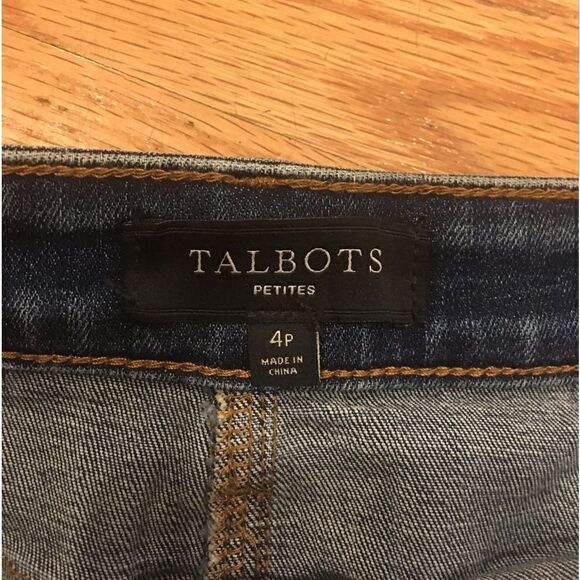 TALBOTS
PETITES
4P
MADE IN
CHINA